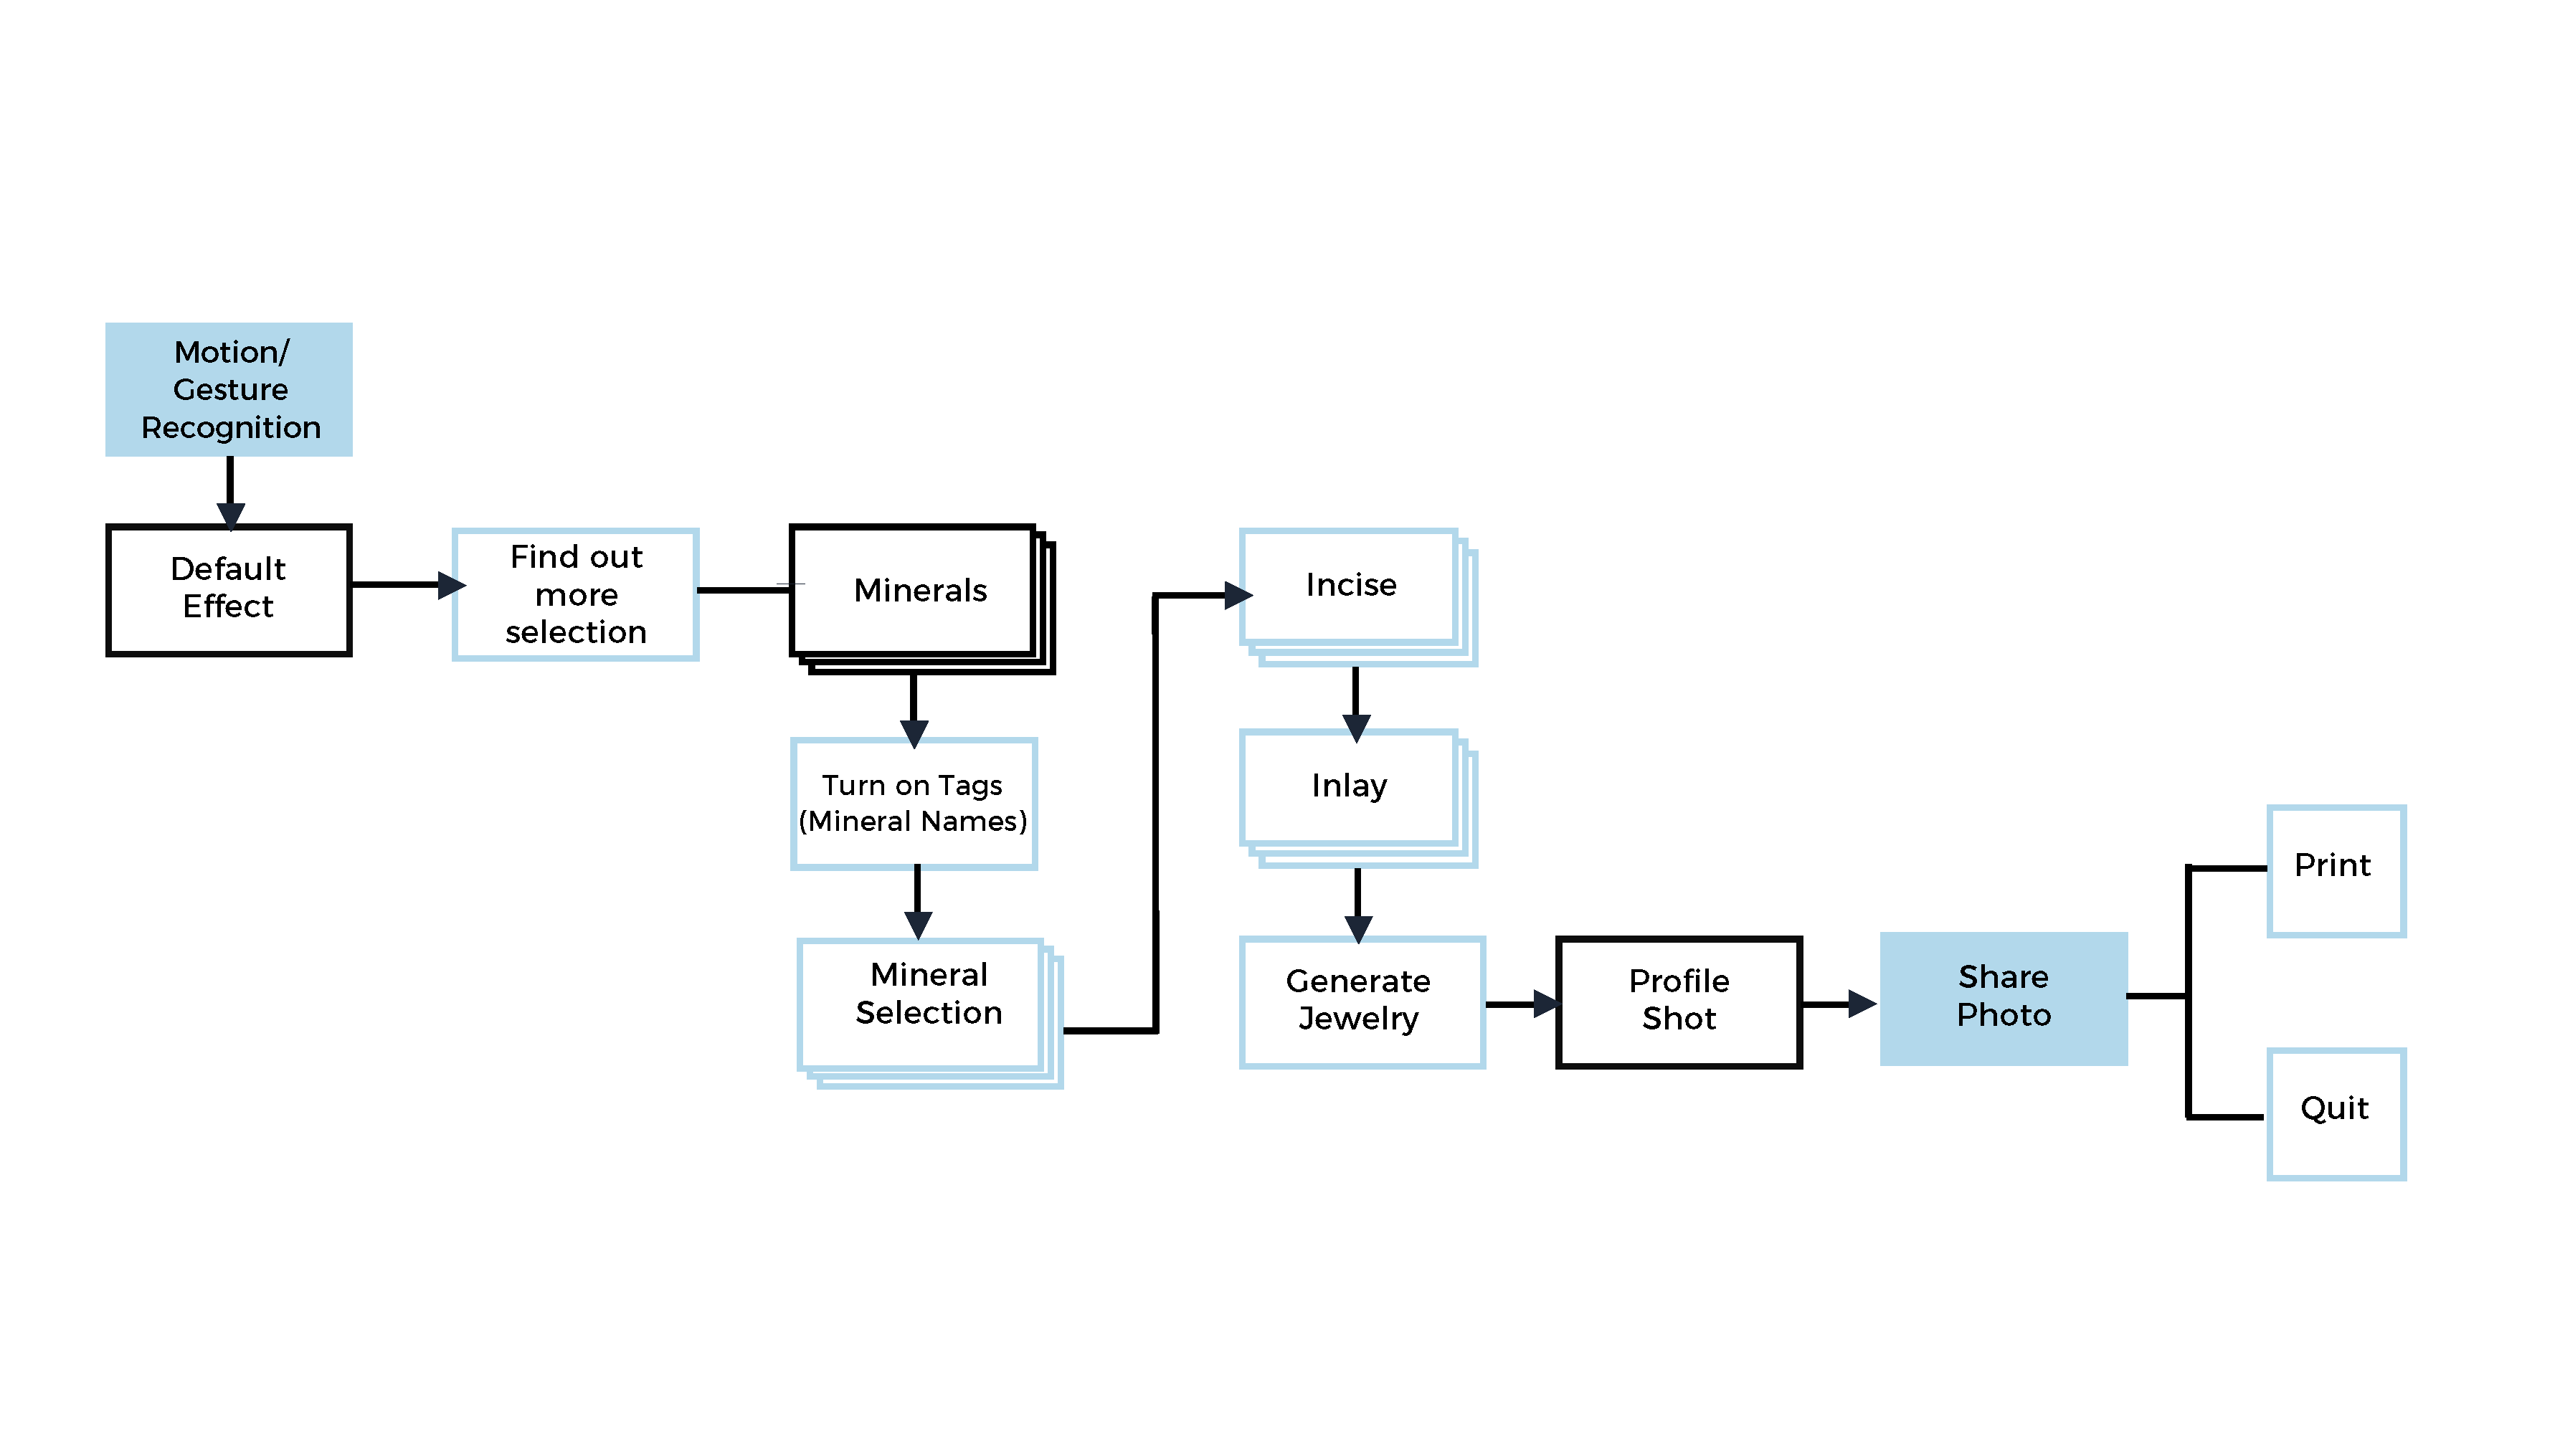 Motion/
Gesture
Recognition
Default
Effect
Find out
more
selection
Minerals
Turn on Tags
(Mineral Names)
Mineral
Selection
Incise
Inlay
Generate
Jewelry
Profile
Shot
Share
Photo
Print
Quit